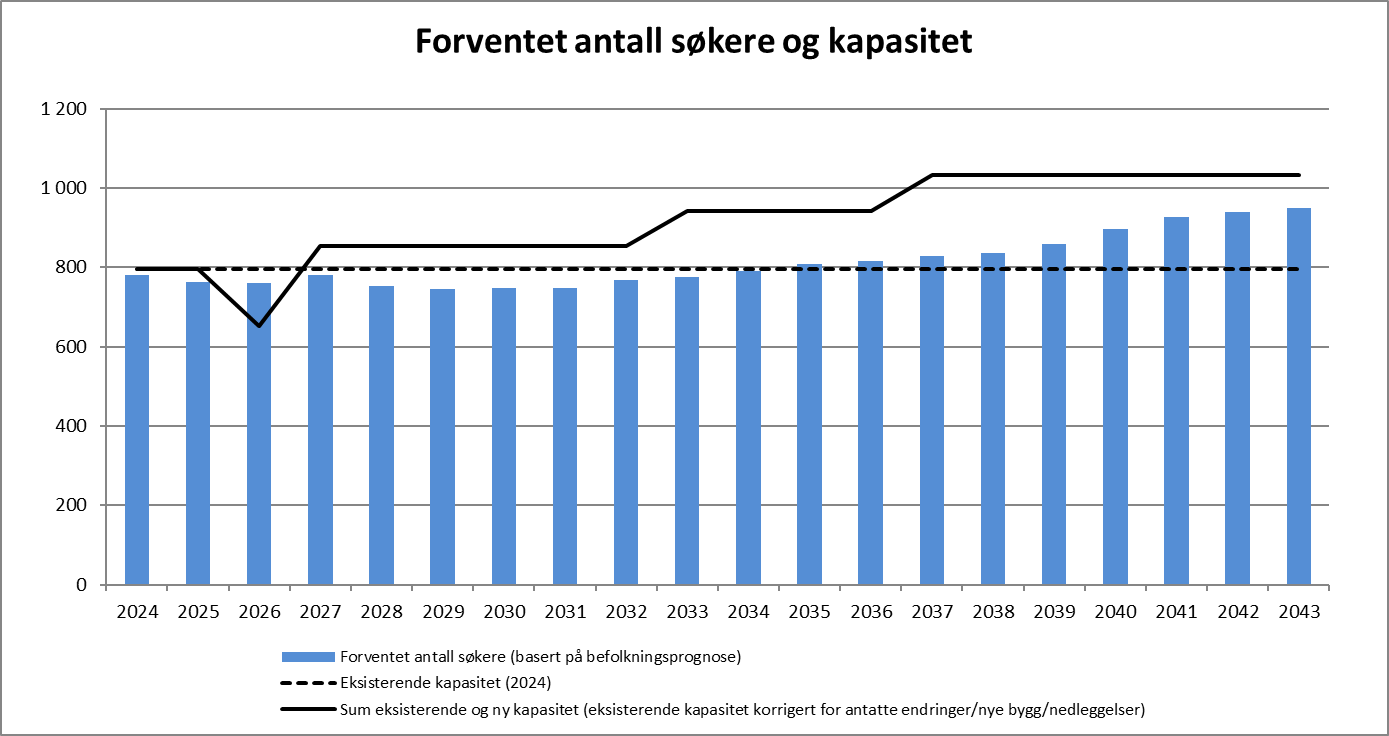 Forventet antall søkere og kapasitet
1 200
1 000
800
600
400
200
0
2024 2025 2026 2027 2028 2029 2030 2031 2032 2033 2034 2035 2036 2037 2038 2039 2040 2041 2042 2043
Forventet antall søkere (basert på befolkningsprognose)
Eksisterende kapasitet (2024)
Sum eksisterende og ny kapasitet (eksisterende kapasitet korrigert for antatte endringer/nye bygg/nedleggelser)